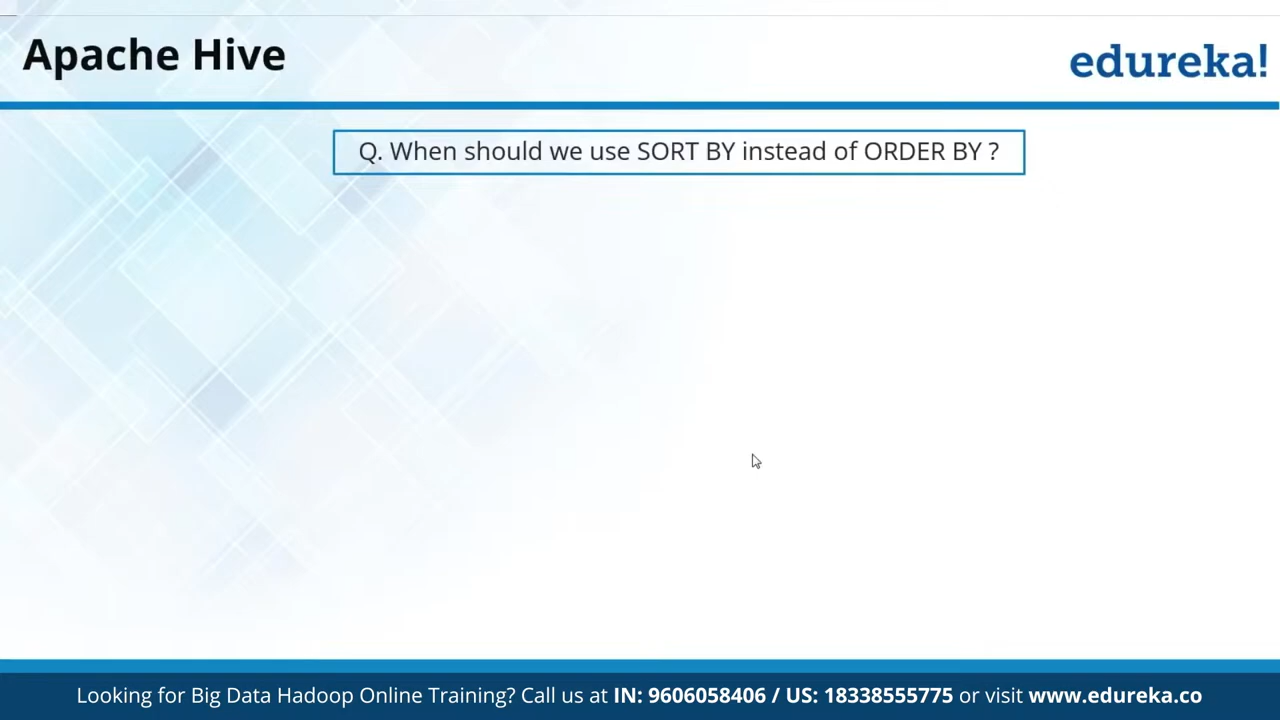 Apache Hive
edureka!
Q. When should we use SORT BY instead of ORDER BY ?
Looking for Big Data Hadoop Online Training? Call us at IN: 9606058406 / US: 18338555775 or visit www.edureka.co